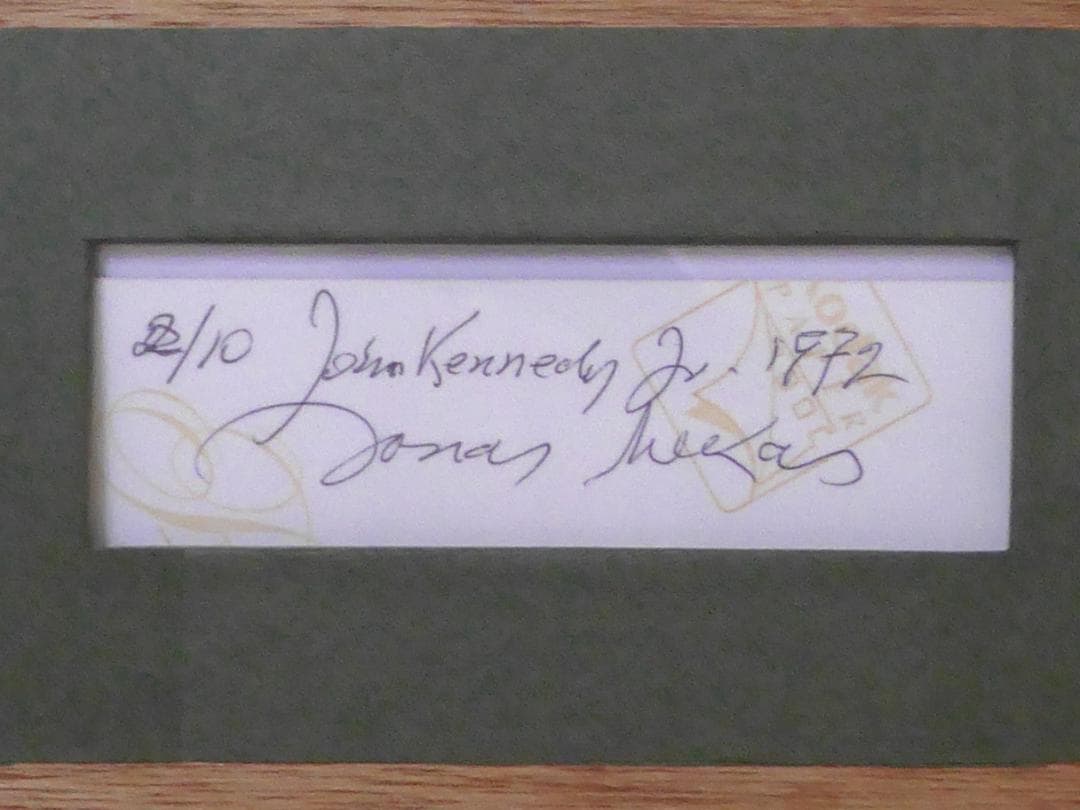 2/10 John Kennedy Jr. 1972
Jonas Mekas